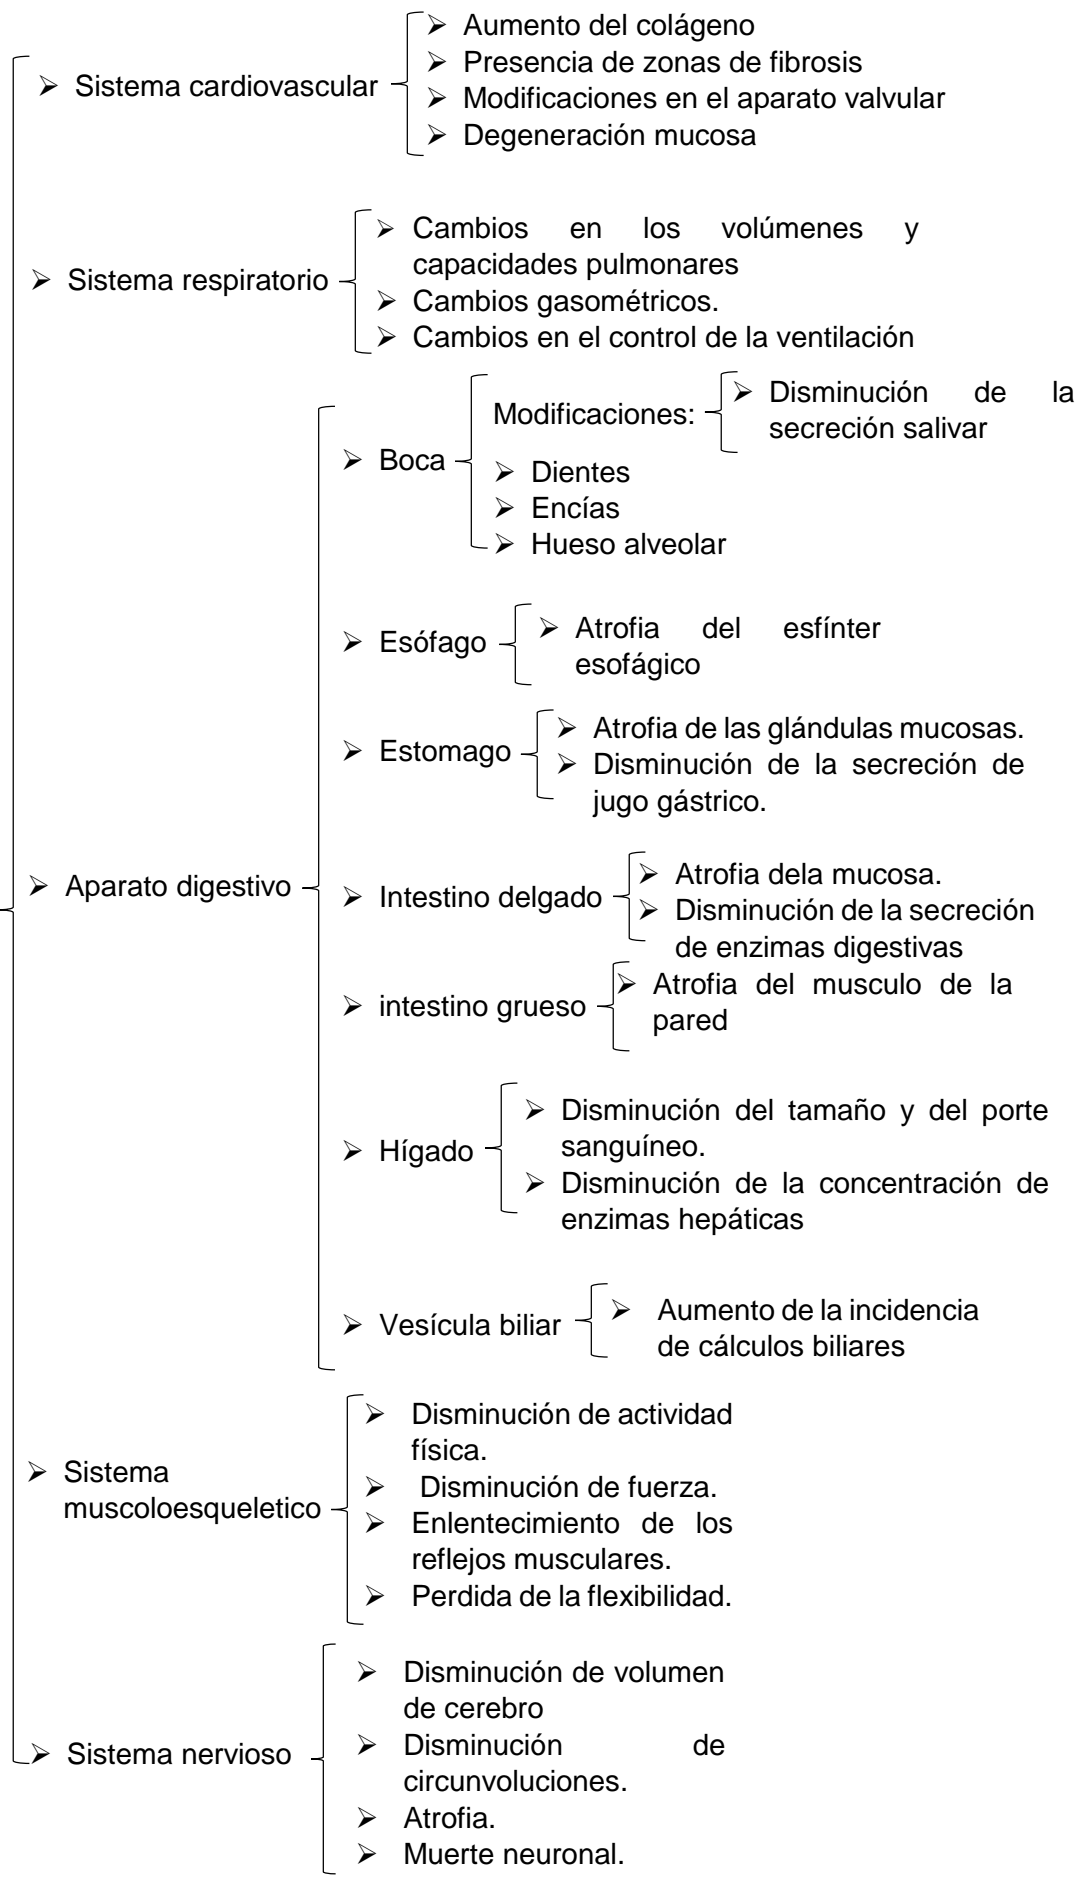 Aumento del colágeno
Presencia de zonas de fibrosis
Sistema cardiovascular
Modificaciones en el aparato valvular
Degeneración mucosa
Cambios en los volúmenes y
capacidades pulmonares
Sistema respiratorio
Cambios gasométricos.
Cambios en el control de la ventilación
Boca
Modificaciones:
Disminución de la
secreción salivar
Dientes
Encías
Hueso alveolar
Esófago
Atrofia del esfínter
esofágico
Estomago
Atrofia de las glándulas mucosas.
Disminución de la secreción de
jugo gástrico.
Aparato digestivo
Intestino delgado
Atrofia dela mucosa.
Disminución de la secreción
de enzimas digestivas
intestino grueso
Atrofia del musculo de la
pared
Hígado
Disminución del tamaño y del porte
sanguíneo.
Disminución de la concentración de
enzimas hepáticas
Vesícula biliar
Aumento de la incidencia
de cálculos biliares
Sistema
muscoloesqueletico
Disminución de actividad
física.
Disminución de fuerza.
Enlentecimiento de los
reflejos musculares.
Perdida de la flexibilidad.
Sistema nervioso
Disminución de volumen
de cerebro
Disminución de
circunvoluciones.
Atrofia.
Muerte neuronal.